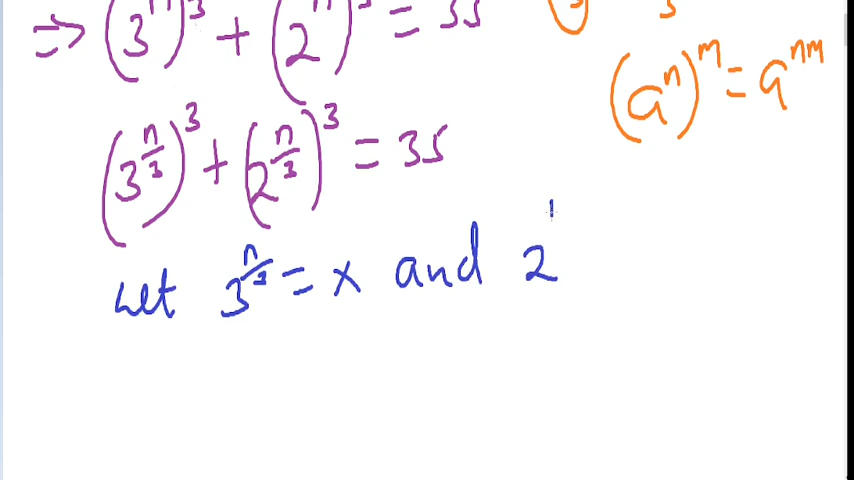 ⇒ (3^n)^3 + (2^n)^3 = 35
(a^n)^m = a^{nm}
(3^{n/3})^3 + (2^{n/3})^3 = 35
Let 3^{n/3} = x and 2